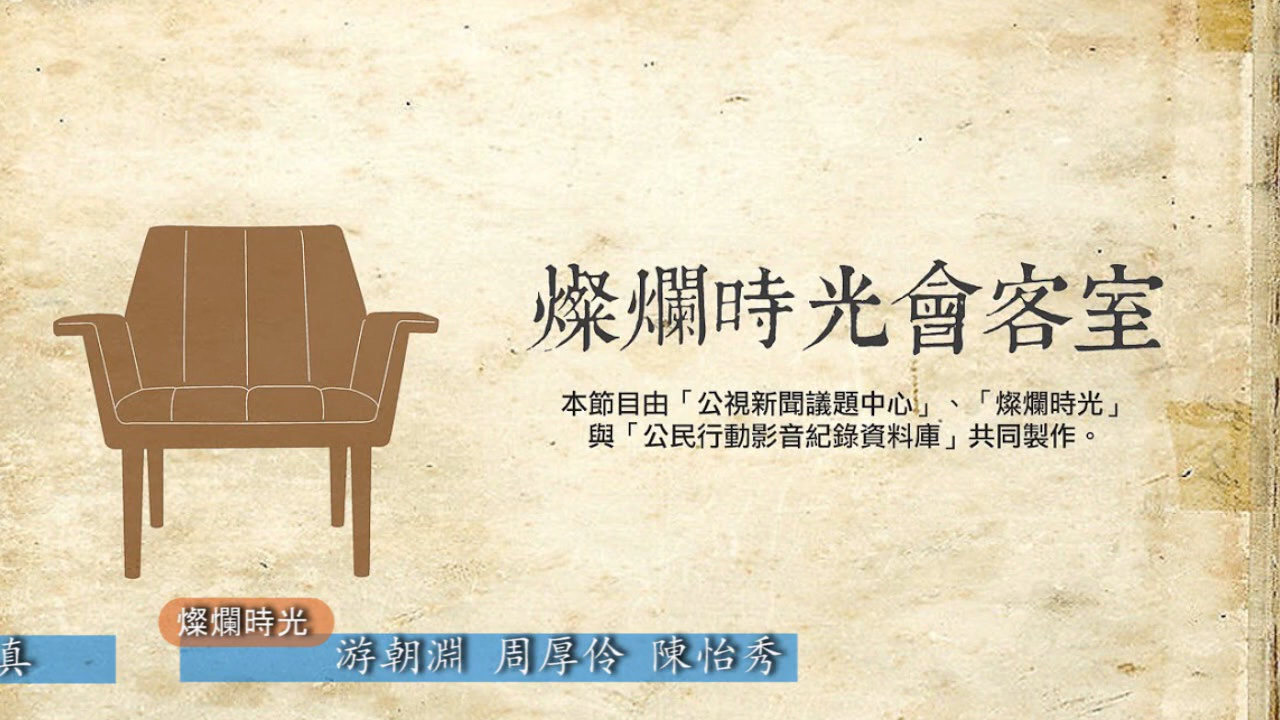 燦爛時光會客室
本節目由「公視新聞議題中心」、「燦爛時光」
與「公民行動影音紀錄資料庫」共同製作。
燦爛時光
真
游朝淵 周厚伶 陳怡秀